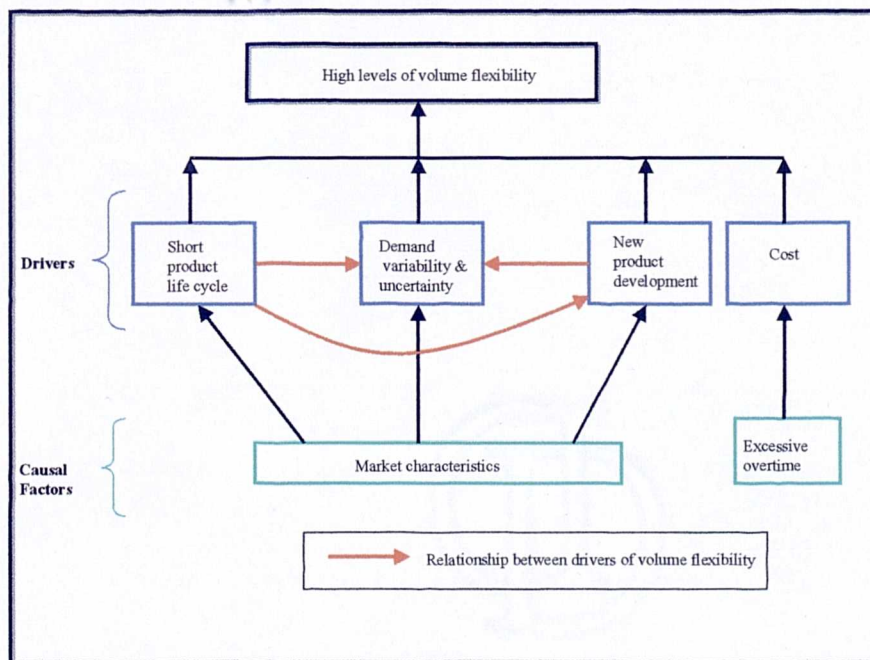 High levels of volume flexibility
Drivers
Short
product
life cycle
Demand
variability &
uncertainty
New
product
development
Cost
Causal
Factors
Market characteristics
Excessive
overtime
Relationship between drivers of volume flexibility